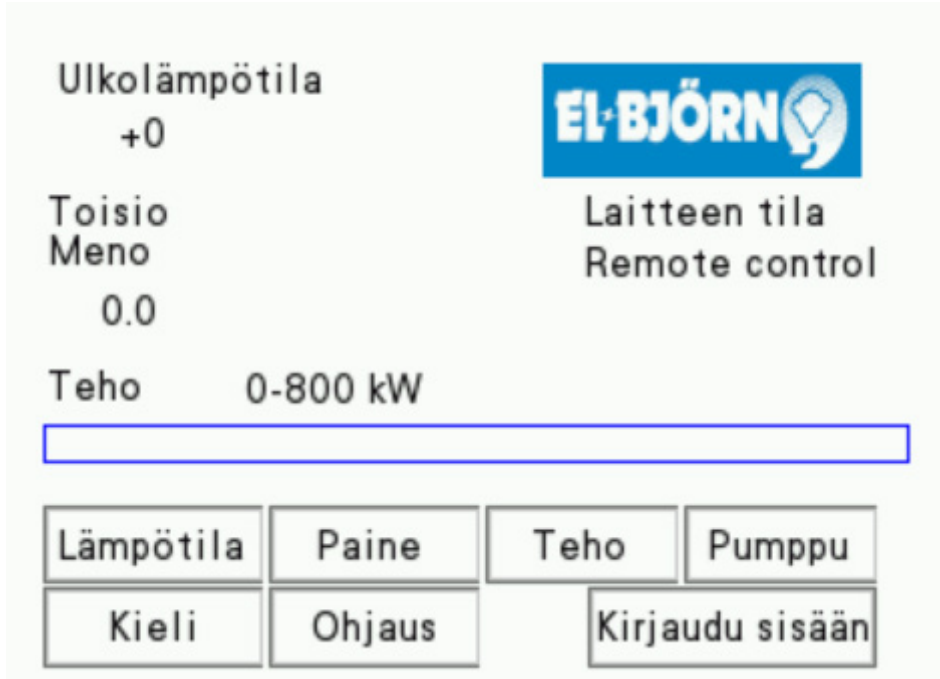 Ulkolämpötila
+0
EL-BJÖRN
Toisio
Meno
0.0
Laitteen tila
Remote control
Teho 0-800 kW
Lämpötila Paine Teho Pumppu
Kieli Ohjaus Kirjaudu sisään